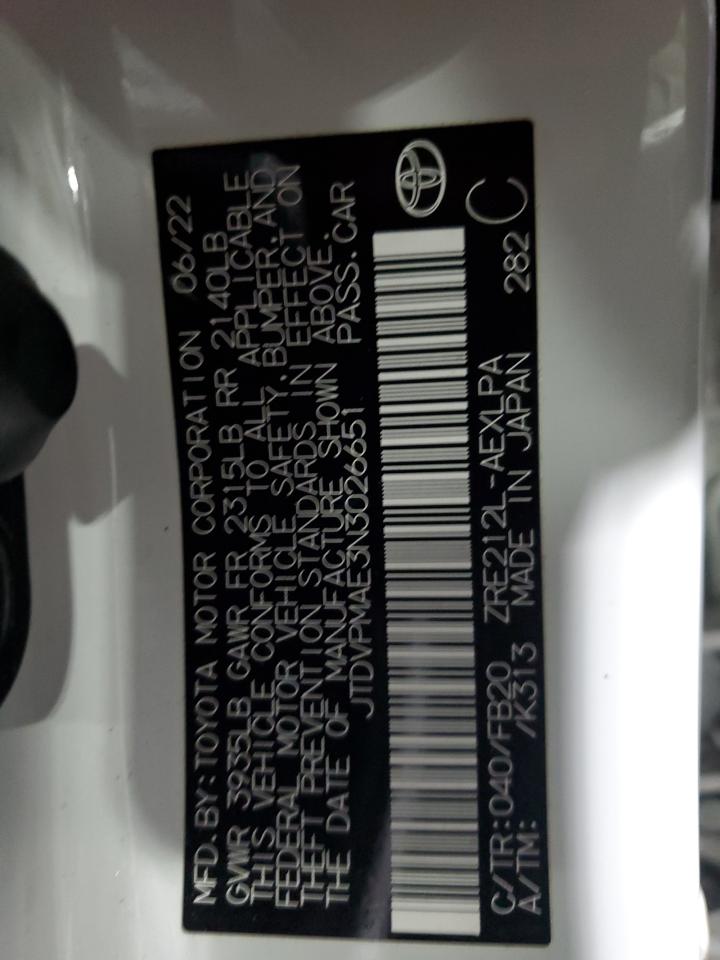 MFD. BY: TOYOTA MOTOR CORPORATION 06/22
GVWR 3935LB GAWR FR 2315LB RR 2140LB
THIS VEHICLE CONFORMS TO ALL APPLICABLE
FEDERAL MOTOR VEHICLE SAFETY, BUMPER, AND
THEFT PREVENTION STANDARDS IN EFFECT ON
THE DATE OF MANUFACTURE SHOWN ABOVE.
JTDVPMAE3N3026651 PASS. CAR
C/TR: 040/FB20 ZRE212L-AEXLPA 282 C
A/TM: /K313 MADE IN JAPAN